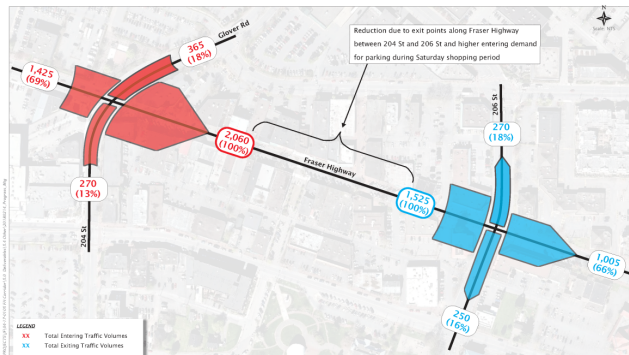 Glover Rd
365
(18%)
1,425
(69%)
2,060
(100%)
270
(13%)
204 St
Reduction due to exit points along Fraser Highway
between 204 St and 206 St and higher entering demand
for parking during Saturday shopping period
Fraser Highway
206 St
270
(18%)
1,525
(100%)
1,005
(66%)
250
(16%)
Scale: NTS
LEGEND
XX Total Entering Traffic Volumes
XX Total Exiting Traffic Volumes